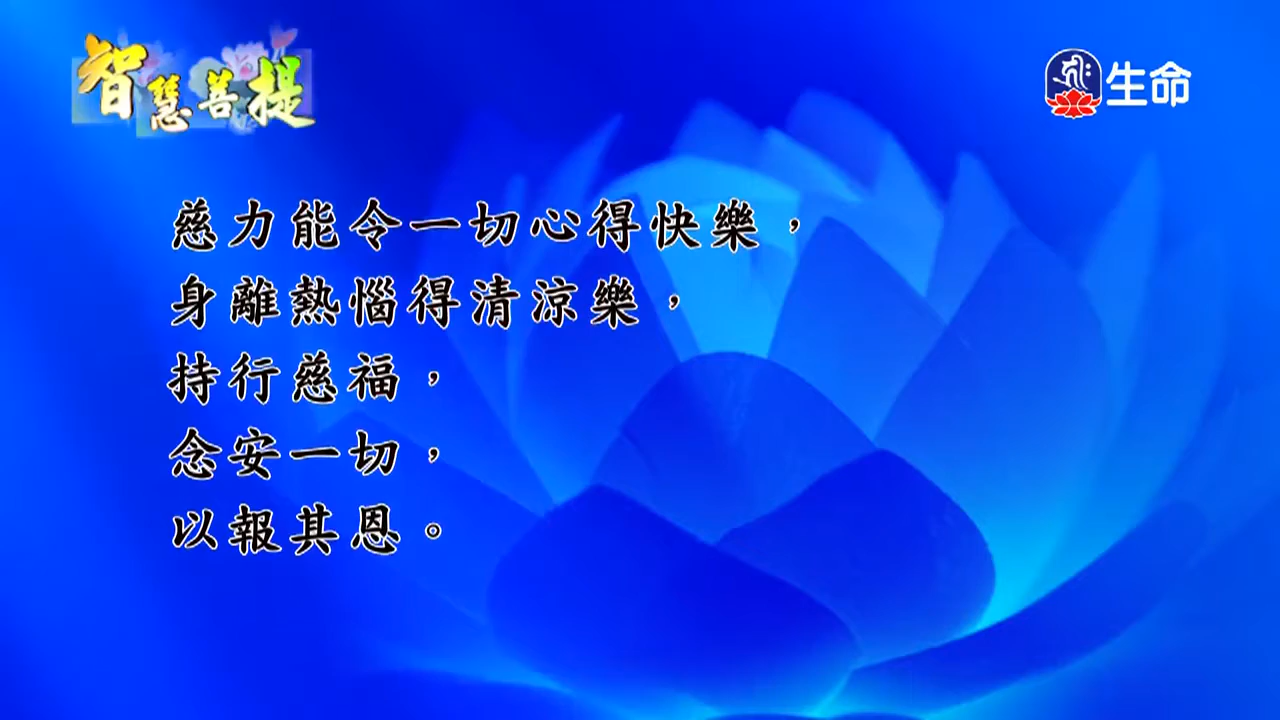 智慧菩提
生命
慈力能令一切心得快樂，
身離熱惱得清涼樂，
持行慈福，
念安一切，
以報其恩。